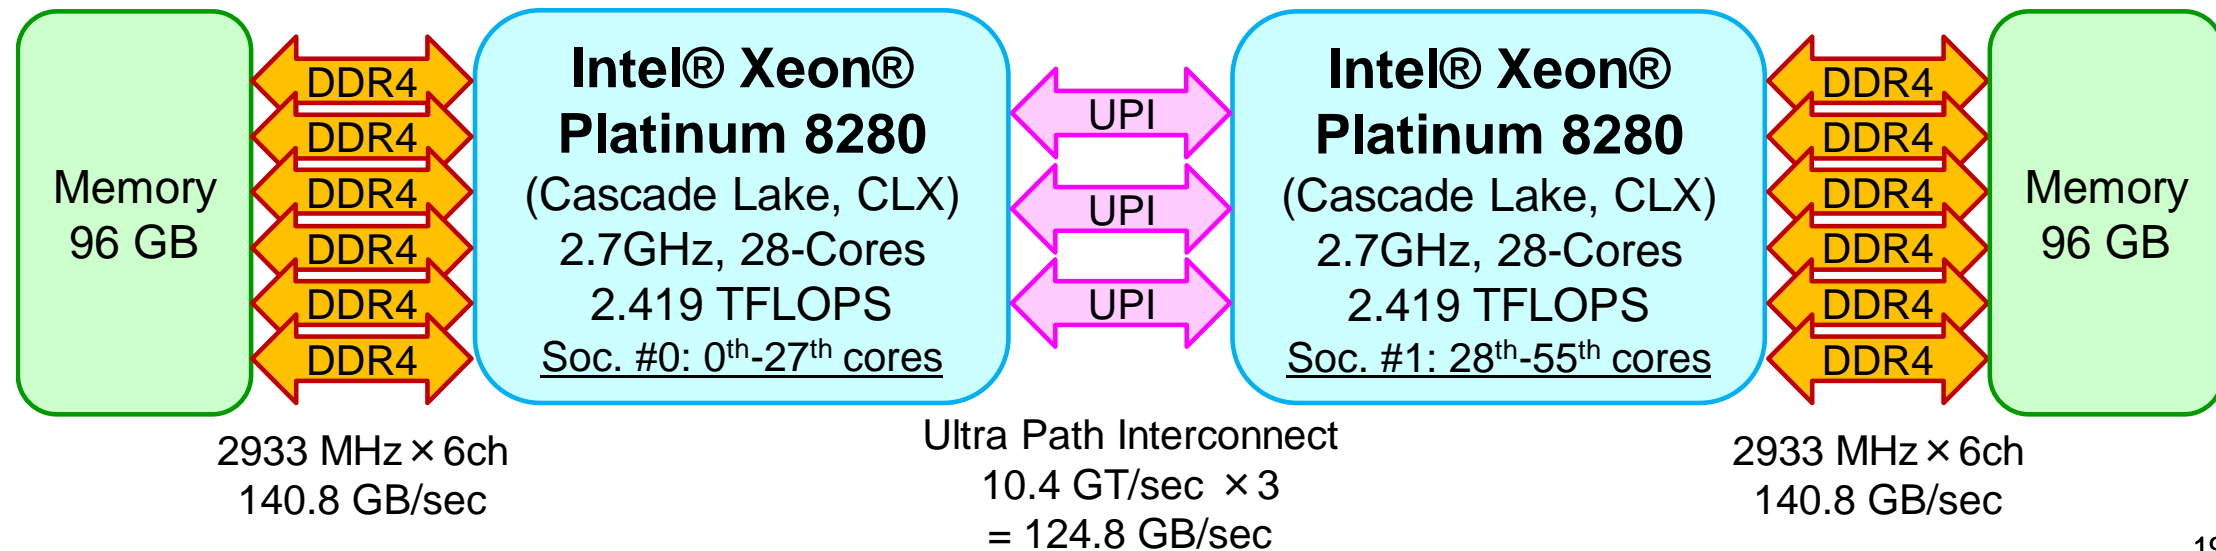 Memory
96 GB
DDR4
DDR4
DDR4
DDR4
DDR4
DDR4
2933 MHz×6ch
140.8 GB/sec
Intel® Xeon®
Platinum 8280
(Cascade Lake, CLX)
2.7GHz, 28-Cores
2.419 TFLOPS
Soc. #0: 0th-27th cores
UPI
UPI
UPI
Ultra Path Interconnect
10.4 GT/sec ×3
= 124.8 GB/sec
Intel® Xeon®
Platinum 8280
(Cascade Lake, CLX)
2.7GHz, 28-Cores
2.419 TFLOPS
Soc. #1: 28th-55th cores
DDR4
DDR4
DDR4
DDR4
DDR4
DDR4
2933 MHz×6ch
140.8 GB/sec
Memory
96 GB